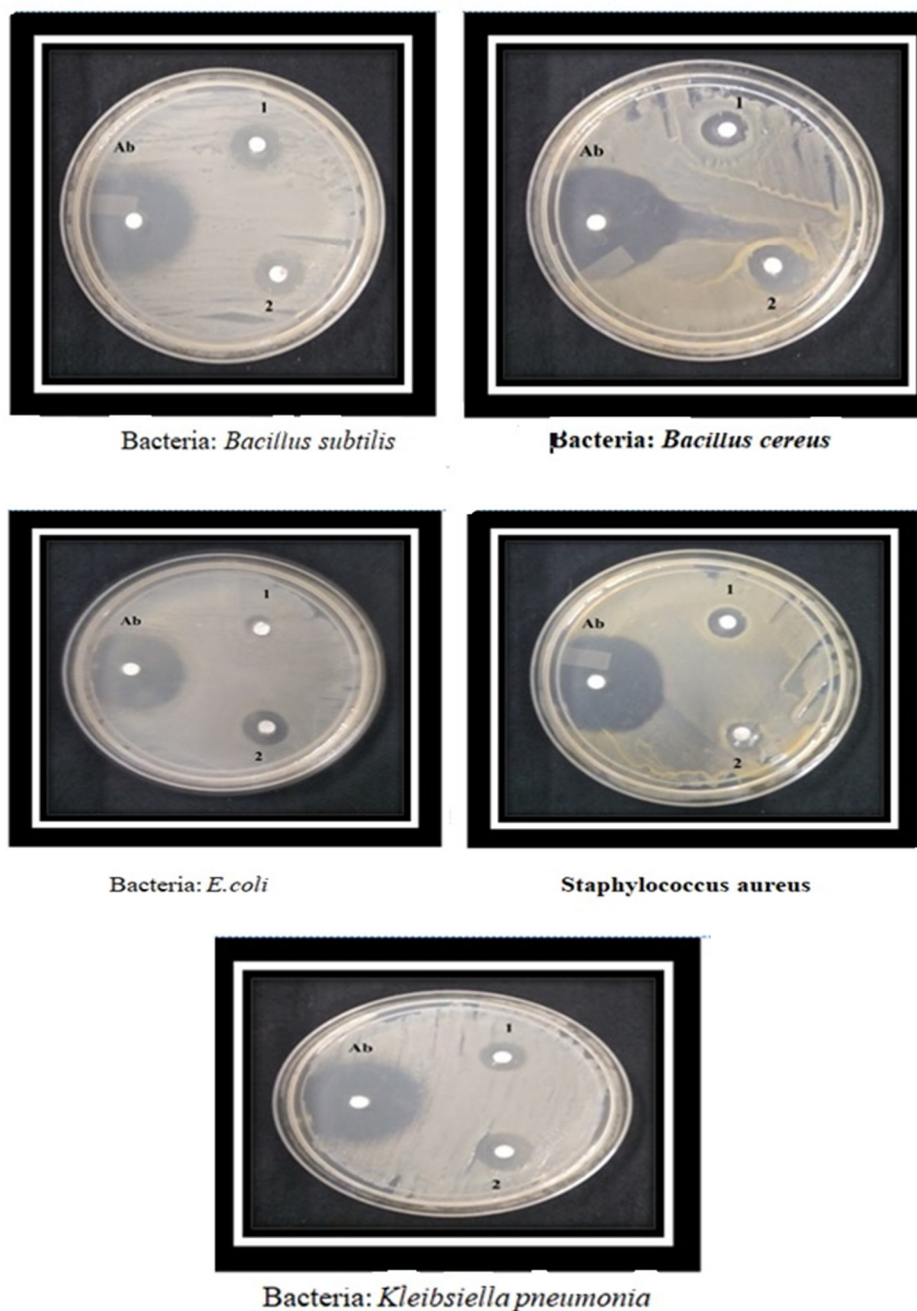 1
Ab
2
Bacteria: Bacillus subtilis
1
Ab
2
Bacteria: Bacillus cereus
1
Ab
2
Bacteria: E.coli
1
Ab
2
Staphylococcus aureus
1
Ab
2
Bacteria: Kleibsiella pneumonia